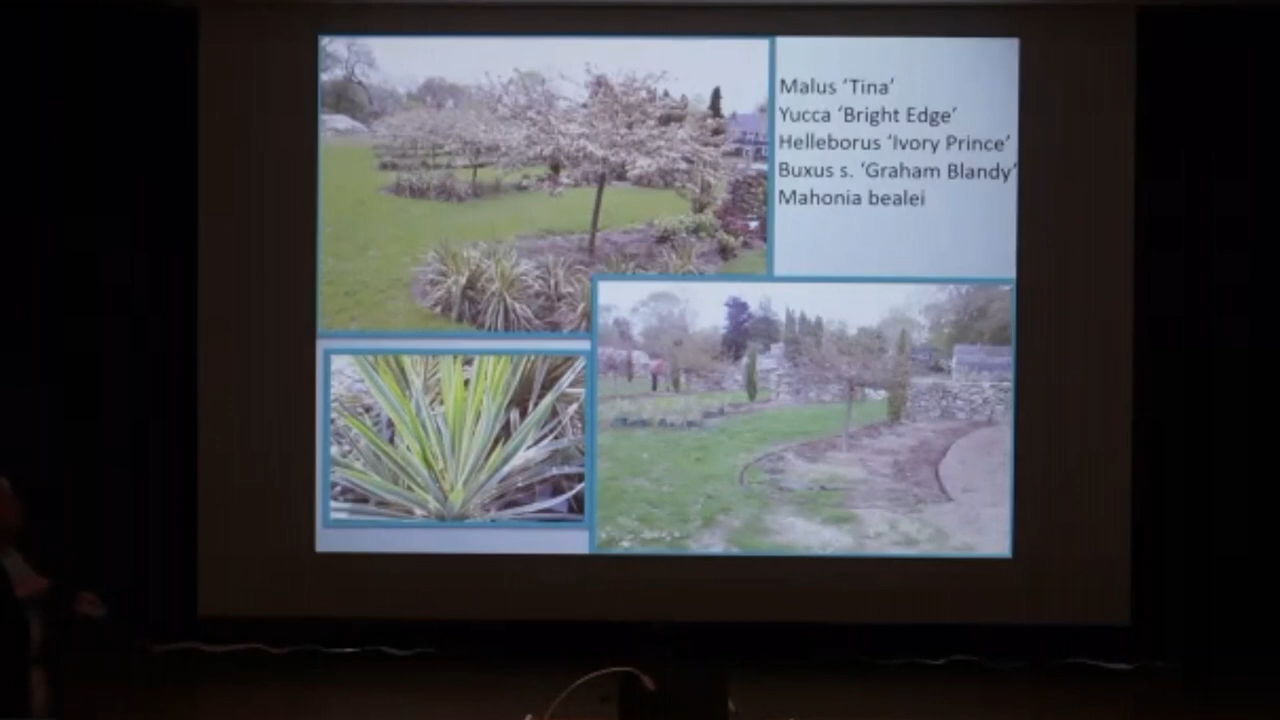 Malus ‘Tina’
Yucca ‘Bright Edge’
Helleborus ‘Ivory Prince’
Buxus s. ‘Graham Blandy’
Mahonia bealei